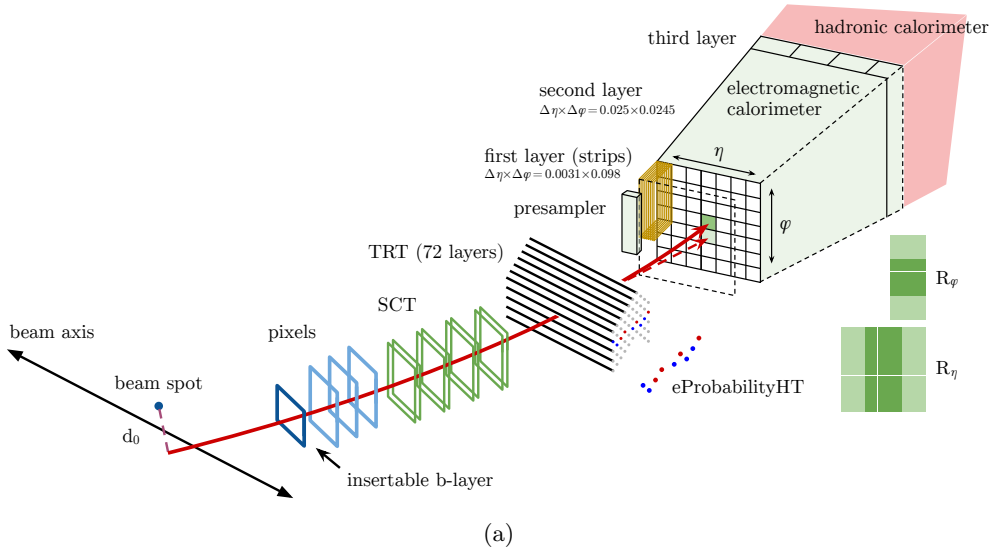 hadronic calorimeter
third layer
electromagnetic
calorimeter
second layer
Δη×Δφ=0.025×0.0245
η
first layer (strips)
Δη×Δφ=0.0031×0.098
presampler
φ
TRT (72 layers)
R_φ
SCT
beam axis
pixels
R_η
beam spot
eProbabilityHT
d₀
insertable b-layer
(a)